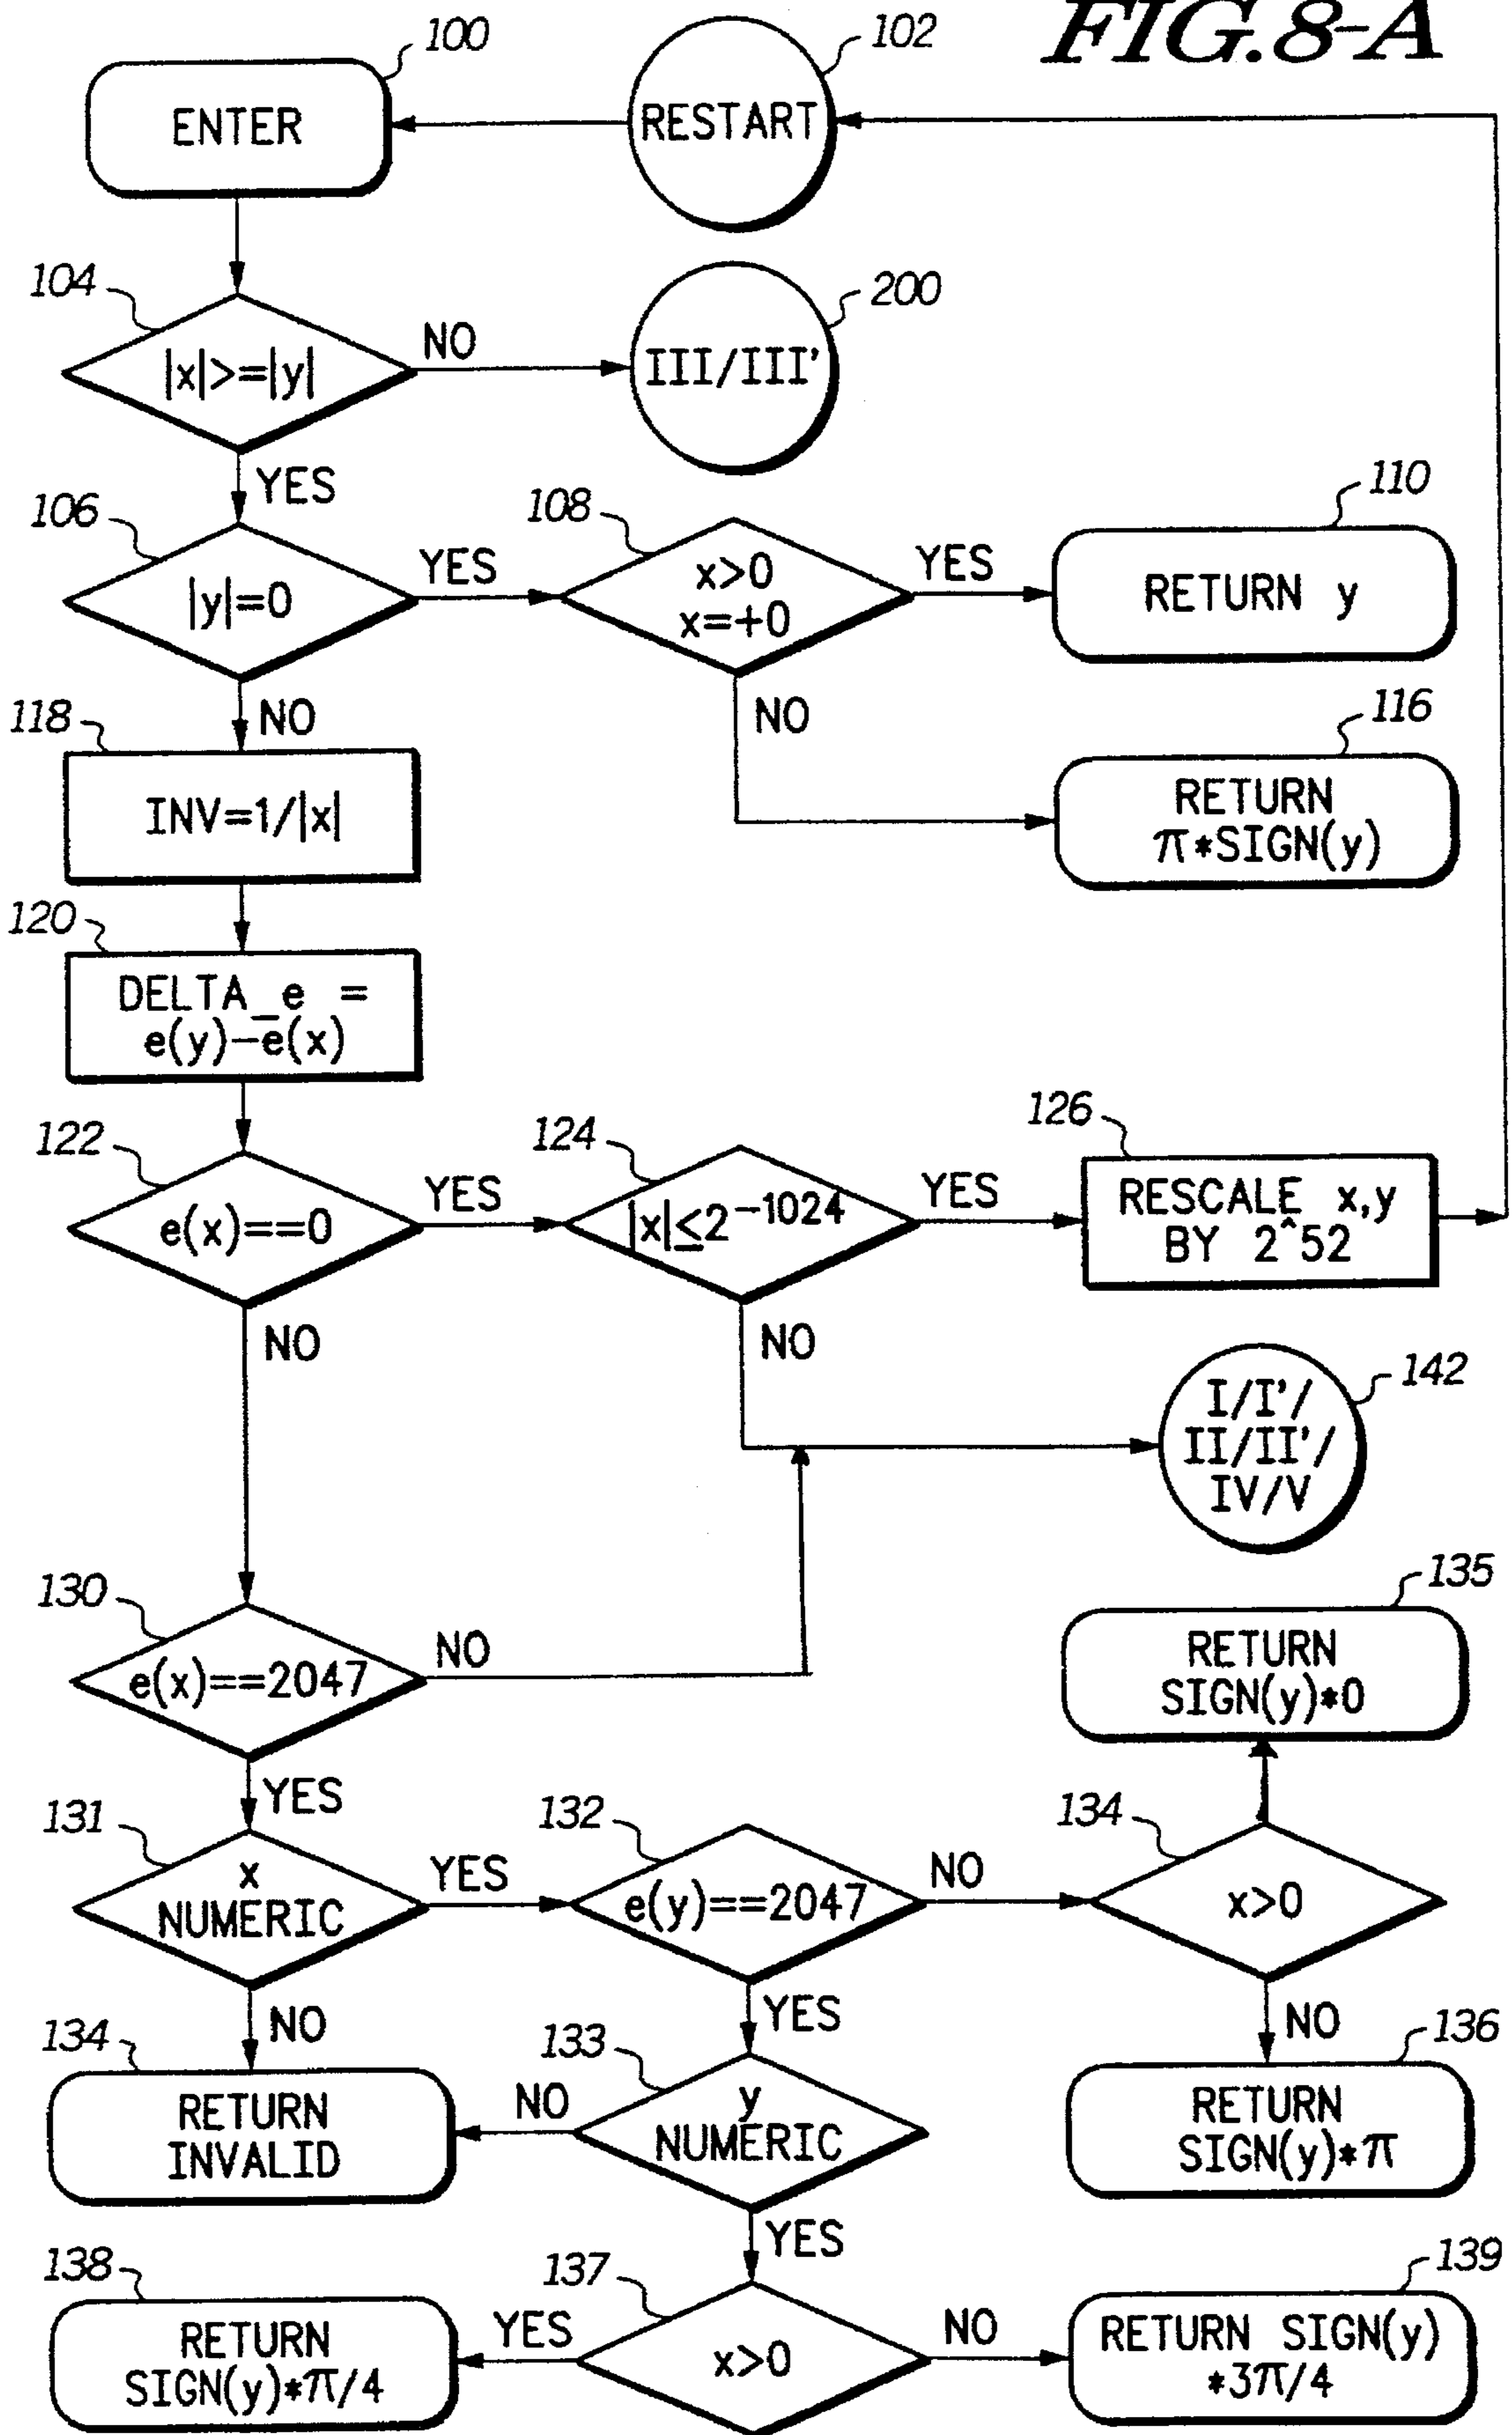 FIG.8-A
100
102
ENTER
RESTART
104
200
|x|>=|y|
NO
III/III'
YES
106
108
110
|y|=0
YES
x>0
x=+0
YES
RETURN y
NO
NO
118
116
INV=1/|x|
RETURN
π*SIGN(y)
120
DELTA_e =
e(y)-e(x)
122
124
126
e(x)==0
YES
|x|≤2^-1024
YES
RESCALE x,y
BY 2^52
NO
NO
142
I/I'/
II/II'/
IV/V
130
135
e(x)==2047
NO
RETURN
SIGN(y)*0
YES
131
132
134
x
NUMERIC
YES
e(y)==2047
NO
x>0
NO
YES
NO
134
133
136
RETURN
INVALID
NO
y
NUMERIC
RETURN
SIGN(y)*π
YES
138
137
139
RETURN
SIGN(y)*π/4
YES
x>0
NO
RETURN SIGN(y)
*3π/4